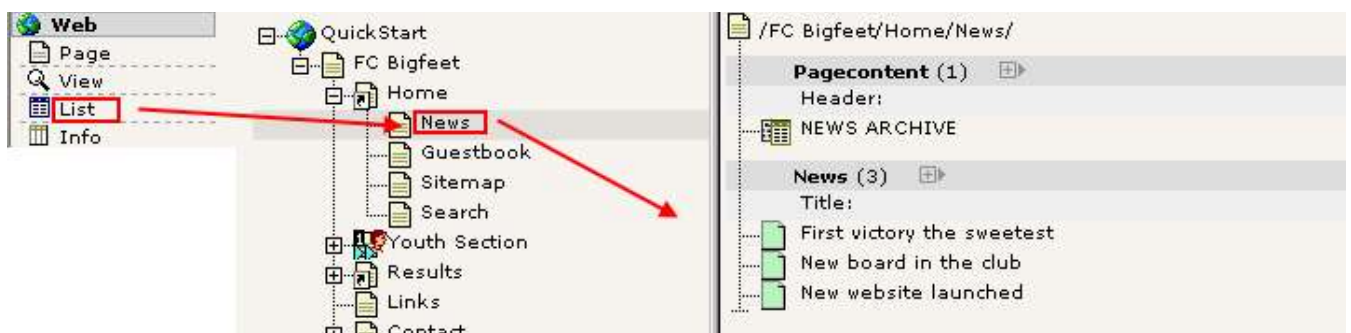 Web
Page
View
List
Info
QuickStart
FC Bigfeet
Home
News
Guestbook
Sitemap
Search
Youth Section
Results
Links
Contact
/FC Bigfeet/Home/News/
Pagecontent (1)
Header:
NEWS ARCHIVE
News (3)
Title:
First victory the sweetest
New board in the club
New website launched